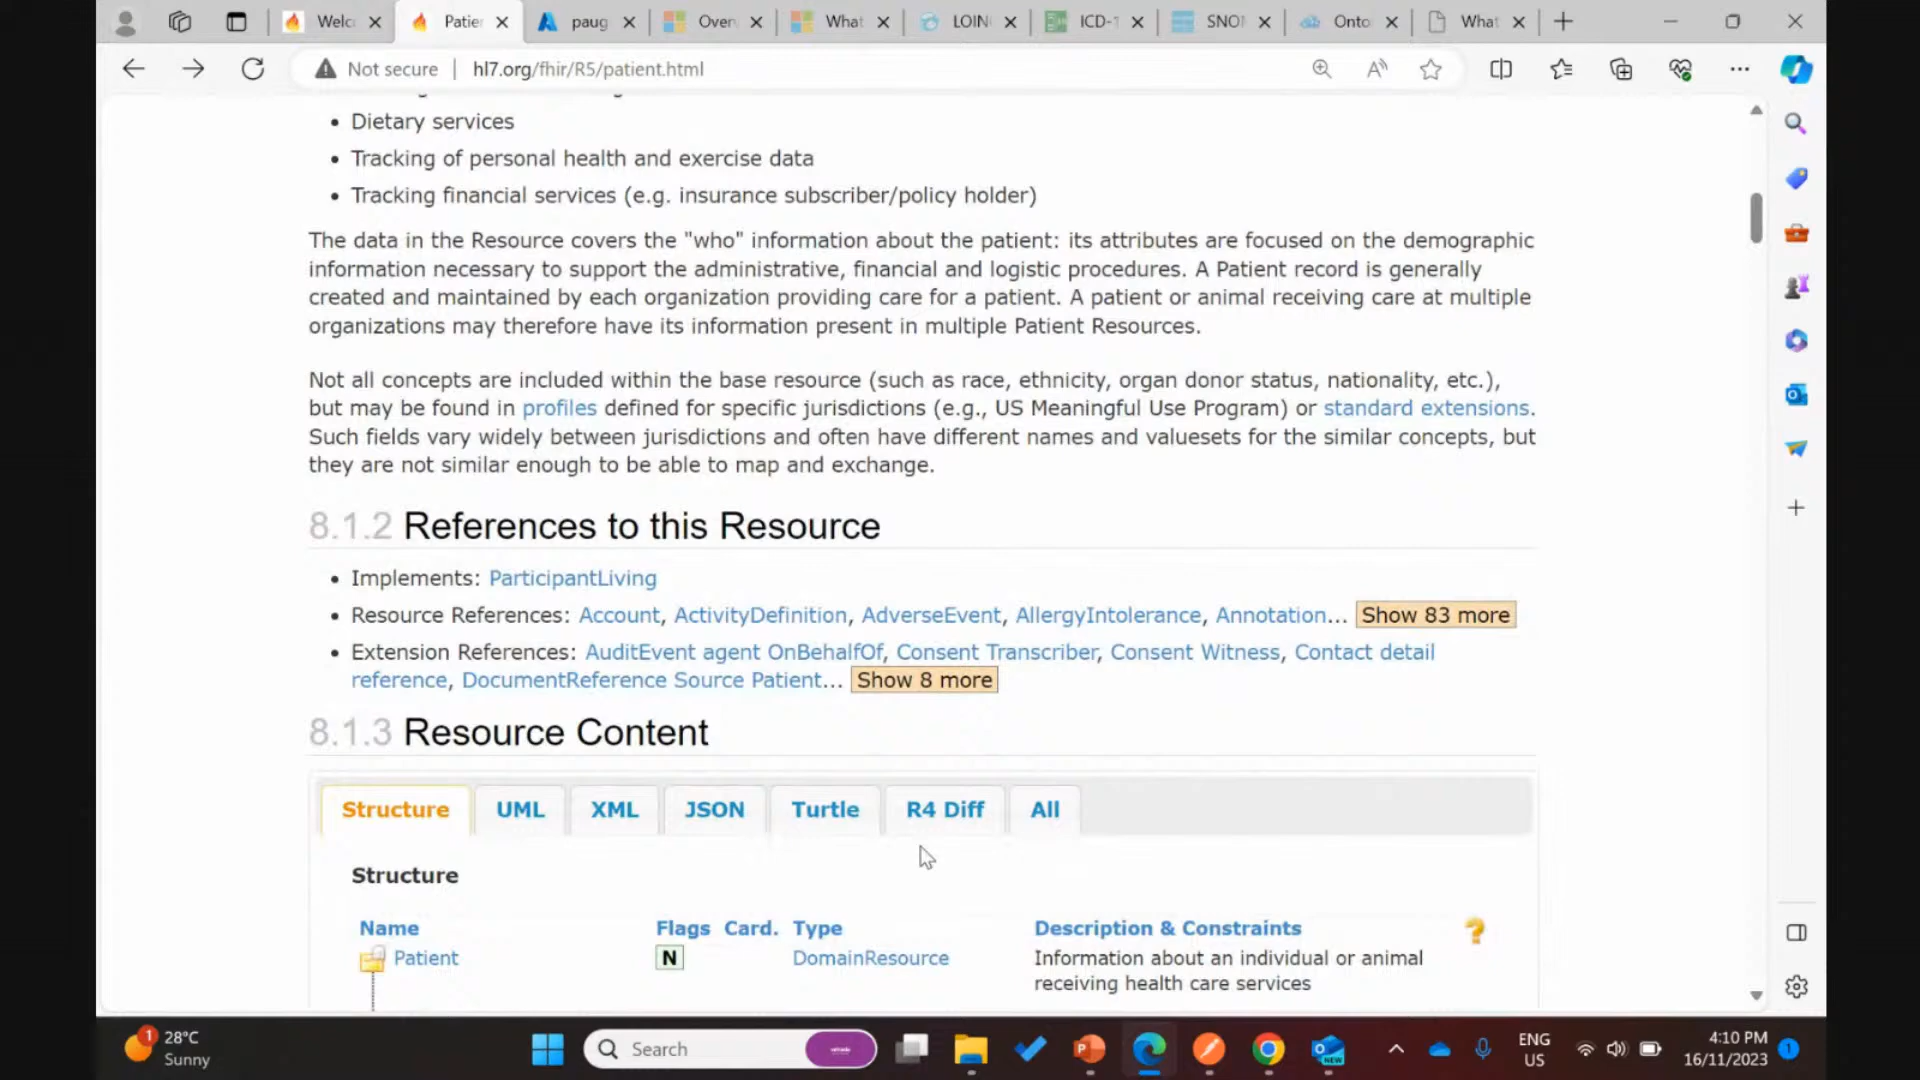 Welc
Patie
paug
Over
What
LOIN
ICD-1
SNO
Onto
What
Not secure
hl7.org/fhir/R5/patient.html
Dietary services
Tracking of personal health and exercise data
Tracking financial services (e.g. insurance subscriber/policy holder)
The data in the Resource covers the "who" information about the patient: its attributes are focused on the demographic
information necessary to support the administrative, financial and logistic procedures. A Patient record is generally
created and maintained by each organization providing care for a patient. A patient or animal receiving care at multiple
organizations may therefore have its information present in multiple Patient Resources.
Not all concepts are included within the base resource (such as race, ethnicity, organ donor status, nationality, etc.),
but may be found in profiles defined for specific jurisdictions (e.g., US Meaningful Use Program) or standard extensions.
Such fields vary widely between jurisdictions and often have different names and valuesets for the similar concepts, but
they are not similar enough to be able to map and exchange.
8.1.2 References to this Resource
Implements: ParticipantLiving
Resource References: Account, ActivityDefinition, AdverseEvent, AllergyIntolerance, Annotation... Show 83 more
Extension References: AuditEvent agent OnBehalfOf, Consent Transcriber, Consent Witness, Contact detail
reference, DocumentReference Source Patient... Show 8 more
8.1.3 Resource Content
Structure UML XML JSON Turtle R4 Diff All
Structure
Name Flags Card. Type Description & Constraints
Patient N DomainResource Information about an individual or animal
receiving health care services
1
28°C
Sunny
Search
NEW
ENG
US
4:10 PM
16/11/2023
1